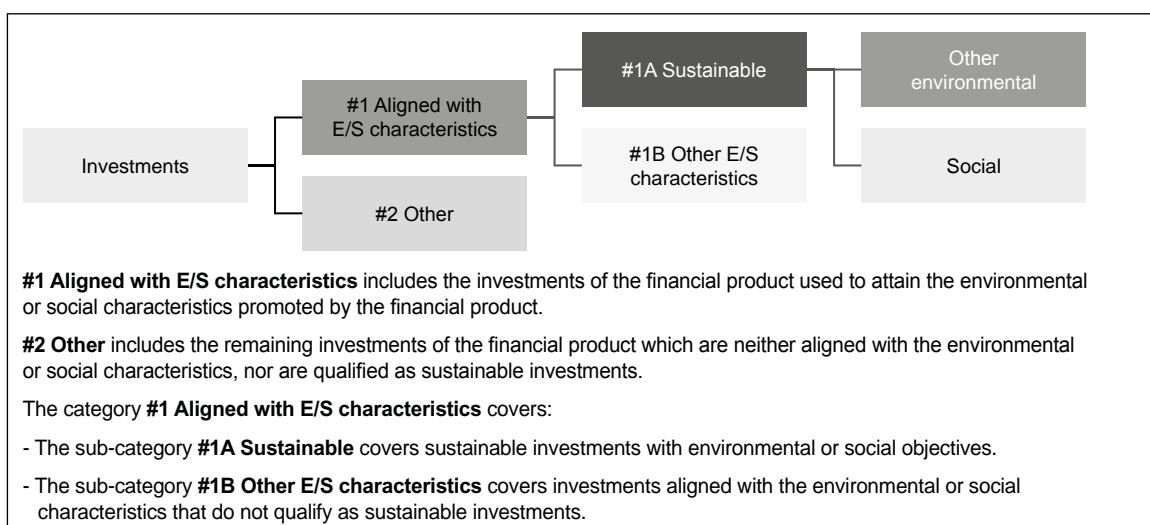 #1A Sustainable
Other
environmental
#1 Aligned with
E/S characteristics
Investments
#1B Other E/S
characteristics
Social
#2 Other
#1 Aligned with E/S characteristics includes the investments of the financial product used to attain the environmental
or social characteristics promoted by the financial product.
#2 Other includes the remaining investments of the financial product which are neither aligned with the environmental
or social characteristics, nor are qualified as sustainable investments.
The category #1 Aligned with E/S characteristics covers:
- The sub-category #1A Sustainable covers sustainable investments with environmental or social objectives.
- The sub-category #1B Other E/S characteristics covers investments aligned with the environmental or social
characteristics that do not qualify as sustainable investments.